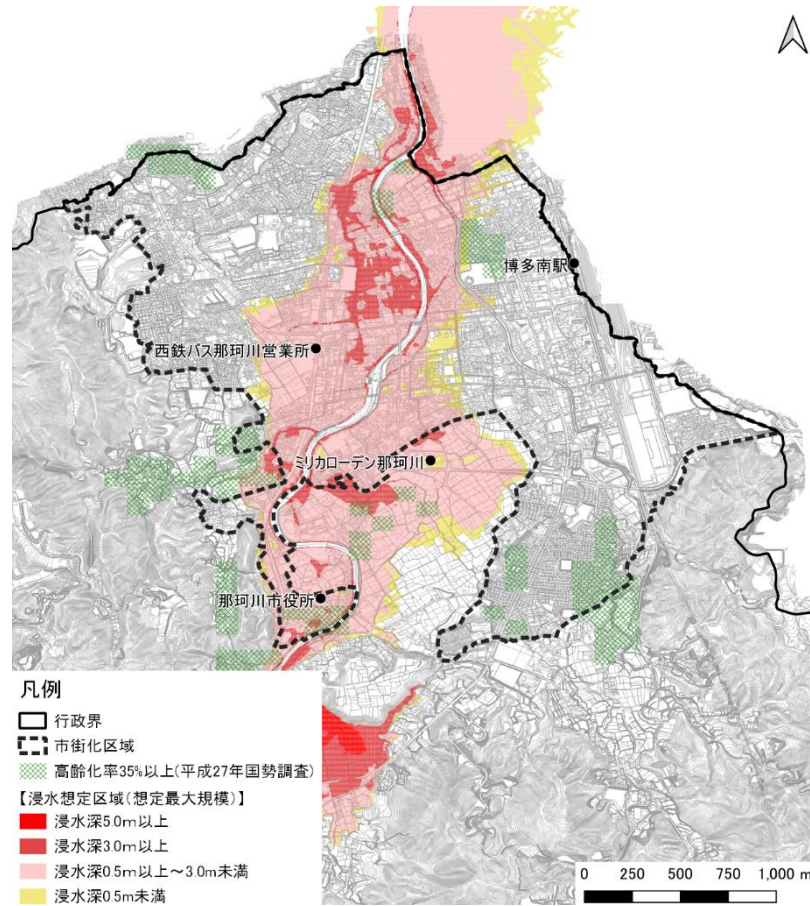 博多南駅
西鉄バス那珂川営業所
ミリカローデン那珂川
那珂川市役所
凡例
行政界
市街化区域
高齢化率35%以上(平成27年国勢調査)
【浸水想定区域(想定最大規模)】
浸水深5.0m以上
浸水深3.0m以上
浸水深0.5m以上~3.0m未満
浸水深0.5m未満
0 250 500 750 1,000 m